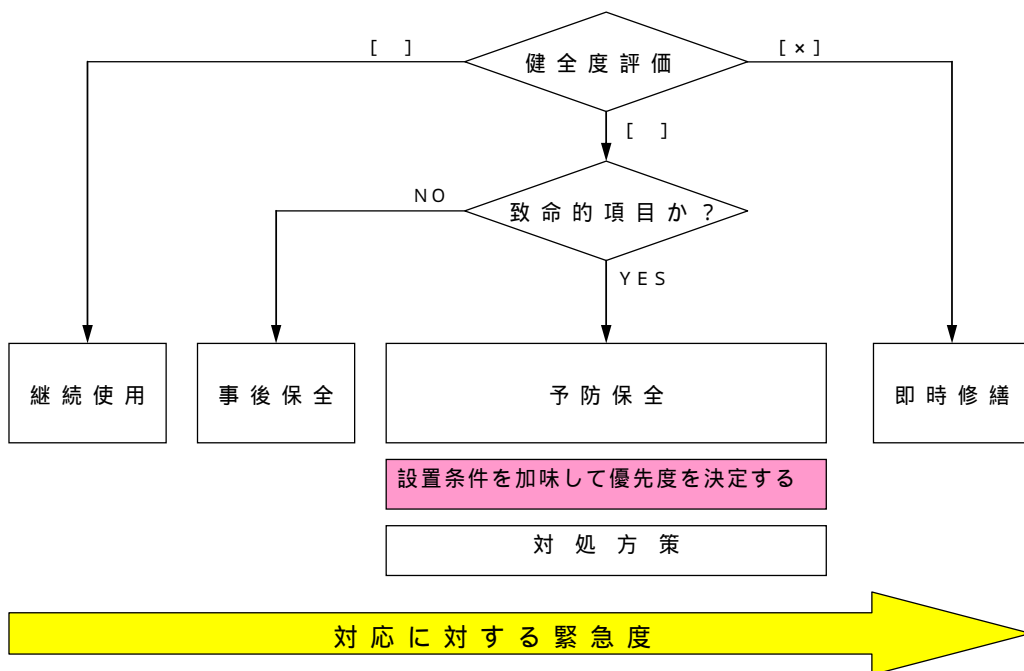 [ ]
健全度評価
[×]
[ ]
NO
致命的項目か?
YES
継続使用
事後保全
予防保全
即時修繕
設置条件を加味して優先度を決定する
対処方策
対応に対する緊急度